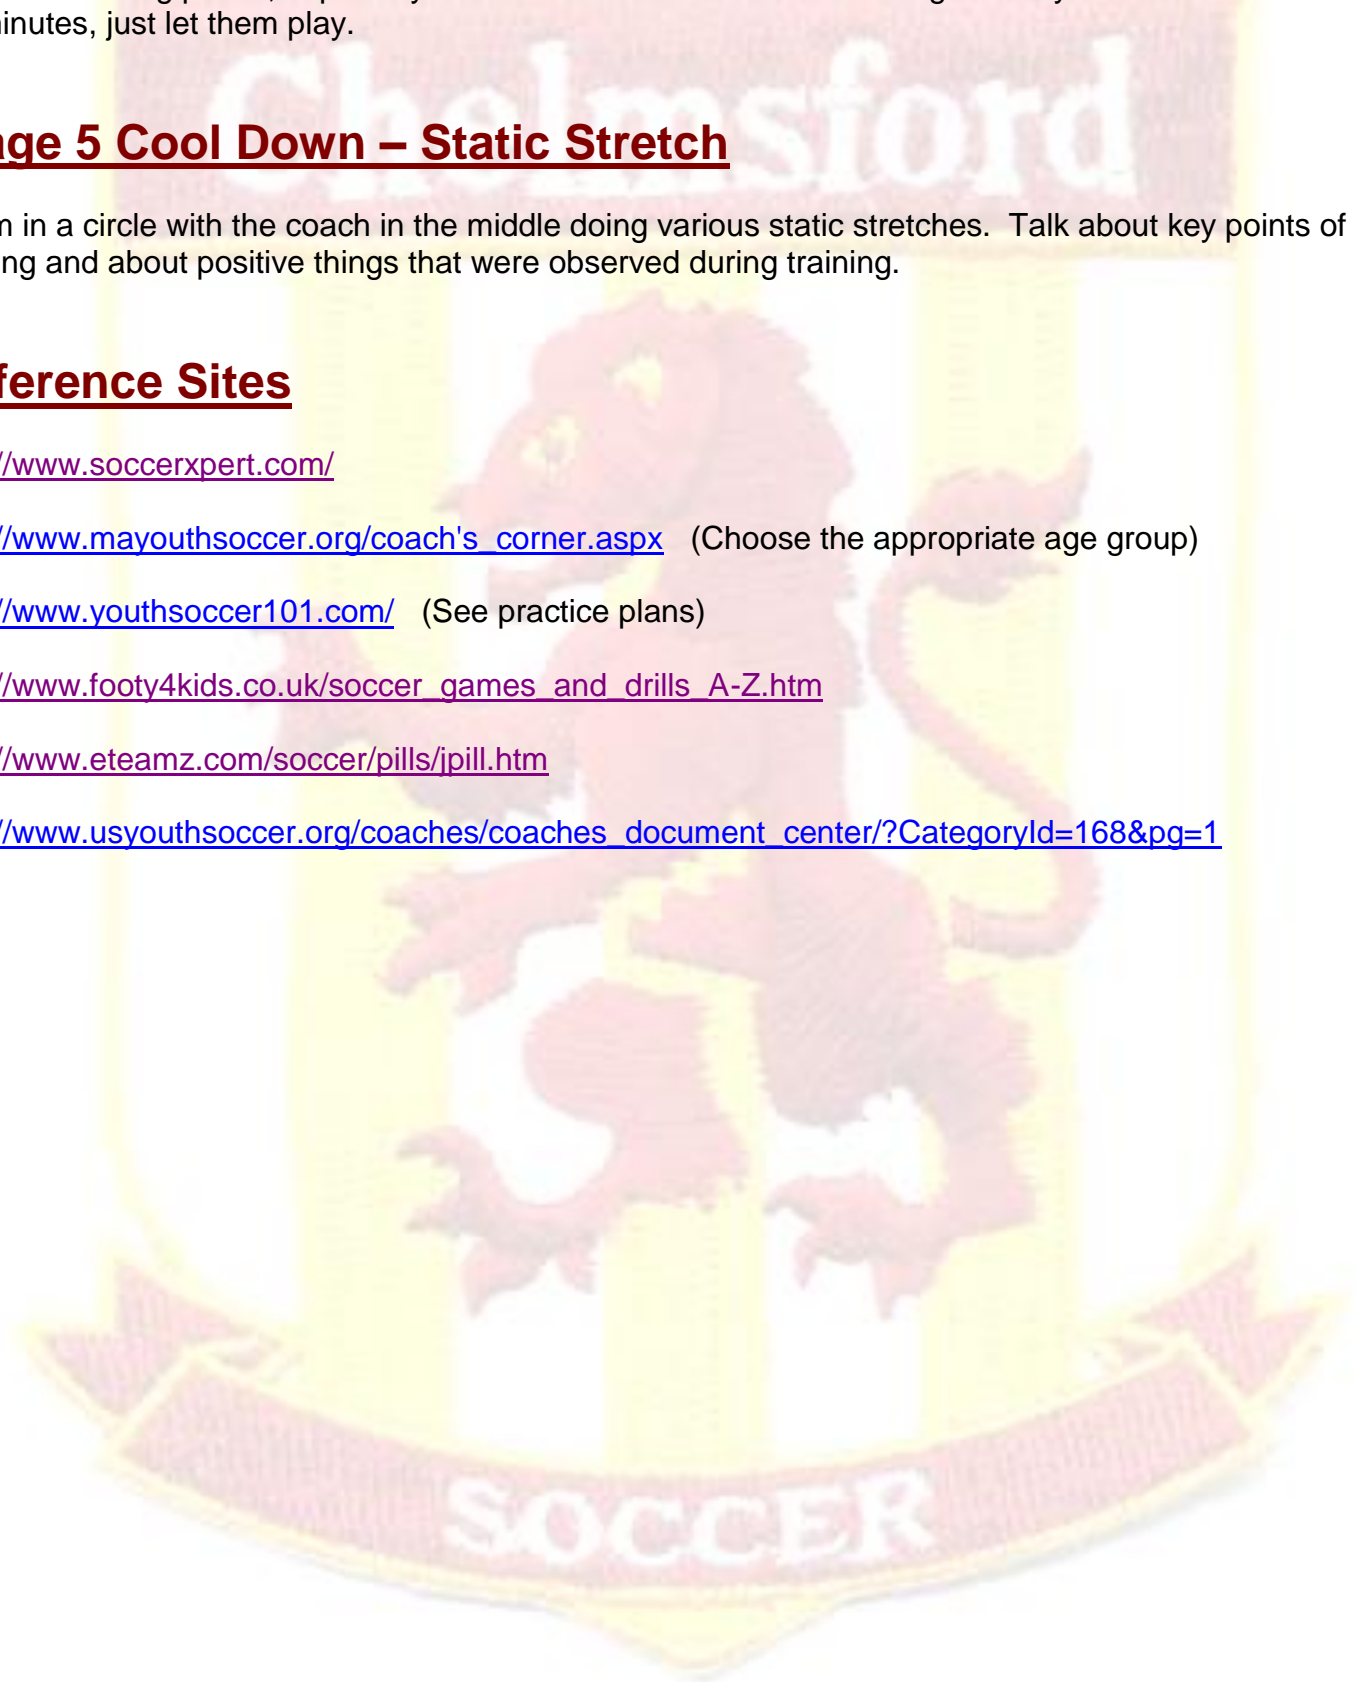 Chelmsford
minutes, just let them play.
age 5 Cool Down – Static Stretch
m in a circle with the coach in the middle doing various static stretches.  Talk about key points of
ing and about positive things that were observed during training.
ference Sites
//www.soccerxpert.com/
//www.mayouthsoccer.org/coach's_corner.aspx   (Choose the appropriate age group)
//www.youthsoccer101.com/   (See practice plans)
//www.footy4kids.co.uk/soccer_games_and_drills_A-Z.htm
//www.eteamz.com/soccer/pills/jpill.htm
//www.usyouthsoccer.org/coaches/coaches_document_center/?CategoryId=168&pg=1
SOCCER